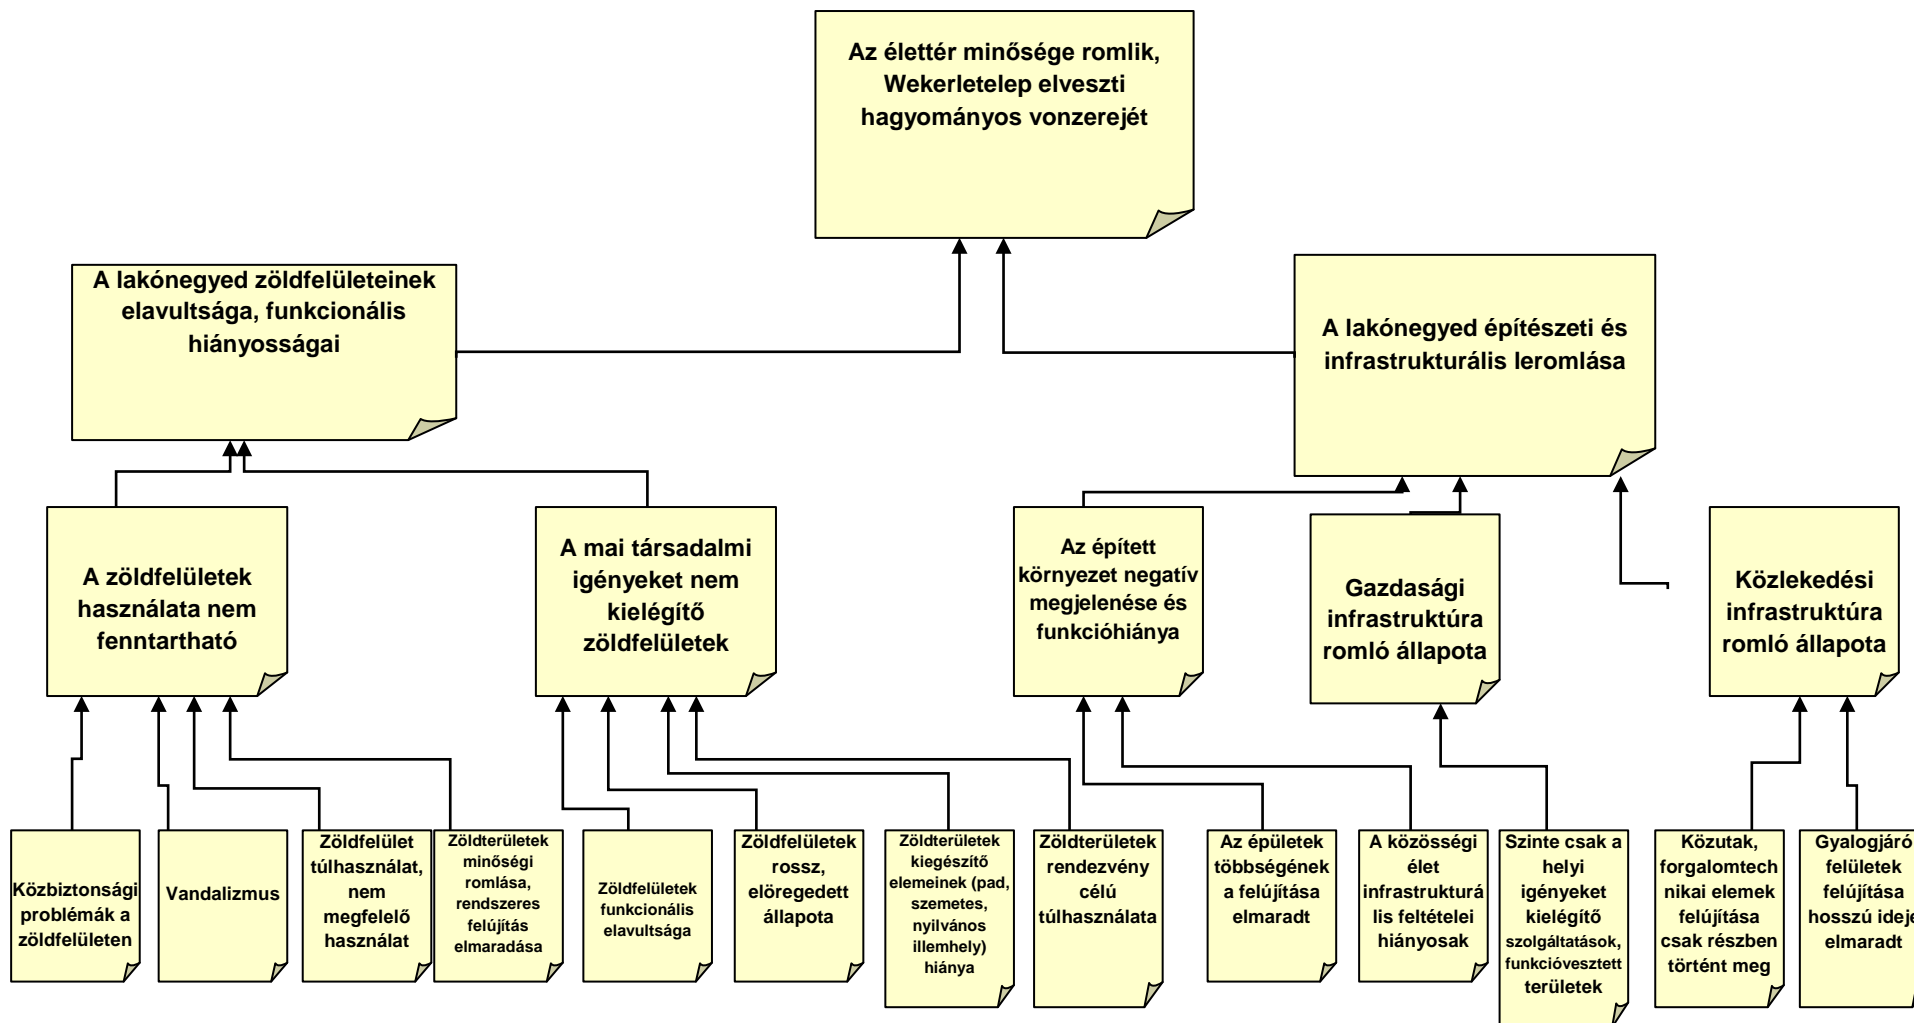 Az élettér minősége romlik,
Wekerletelep elveszti
hagyományos vonzerejét
A lakónegyed zöldfelületeinek
elavultsága, funkcionális
hiányosságai
A lakónegyed építészeti és
infrastrukturális leromlása
A zöldfelületek
használata nem
fenntartható
A mai társadalmi
igényeket nem
kielégítő
zöldfelületek
Az épített
környezet negatív
megjelenése és
funkcióhiánya
Gazdasági
infrastruktúra
romló állapota
Közlekedési
infrastruktúra
romló állapota
Közbiztonsági
problémák a
zöldfelületen
Vandalizmus
Zöldfelület
túlhasználat,
nem
megfelelő
használat
Zöldterületek
minőségi
romlása,
rendszeres
felújítás
elmaradása
Zöldfelületek
funkcionális
elavultsága
Zöldfelületek
rossz,
elöregedett
állapota
Zöldterületek
kiegészítő
elemeinek (pad,
szemetes,
nyilvános
illemhely)
hiánya
Zöldterületek
rendezvény
célú
túlhasználata
Az épületek
többségének
a felújítása
elmaradt
A közösségi
élet
infrastrukturá
lis feltételei
hiányosak
Szinte csak a
helyi
igényeket
kielégítő
szolgáltatások,
funkcióvesztett
területek
Közutak,
forgalomtech
nikai elemek
felújítása
csak részben
történt meg
Gyalogjáró
felületek
felújítása
hosszú ideje
elmaradt